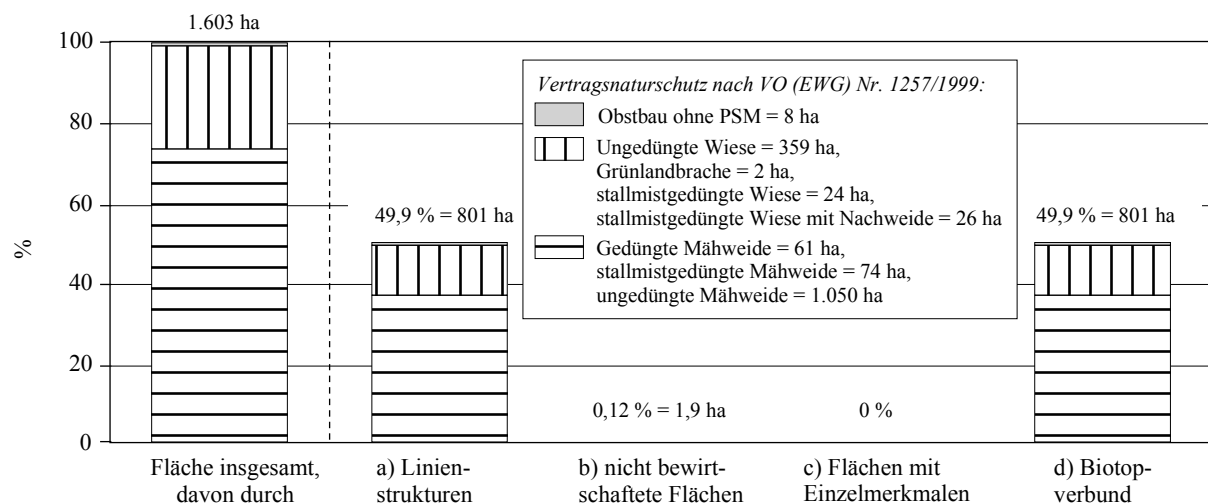 1.603 ha
100
80
60
40
20
0
%
Vertragsnaturschutz nach VO (EWG) Nr. 1257/1999:
Obstbau ohne PSM = 8 ha
Ungedüngte Wiese = 359 ha,
Grünlandbrache = 2 ha,
stallmistgedüngte Wiese = 24 ha,
stallmistgedüngte Wiese mit Nachweide = 26 ha
Gedüngte Mähweide = 61 ha,
stallmistgedüngte Mähweide = 74 ha,
ungedüngte Mähweide = 1.050 ha
49,9 % = 801 ha
0,12 % = 1,9 ha
0 %
49,9 % = 801 ha
Fläche insgesamt,
davon durch
a) Linien-
strukturen
b) nicht bewirt-
schaftete Flächen
c) Flächen mit
Einzelmerkmalen
d) Biotop-
verbund